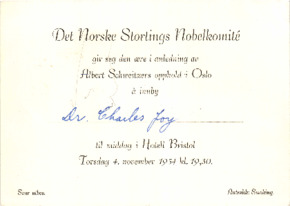 Det Norske Stortings Nobelkomité
gir seg den ære i anledning av
Albert Schweitzers opphold i Oslo
å innby
Dr. Charles Joy
til middag i Hotell Bristol
Torsdag 4. november 1954 kl. 19,30.
Svar utbes.
Antrekk: Smoking